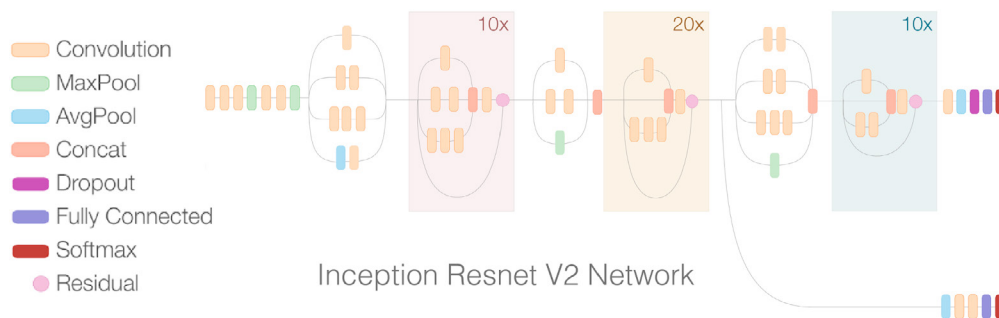 10x
20x
10x
Convolution
MaxPool
AvgPool
Concat
Dropout
Fully Connected
Softmax
Residual
Inception Resnet V2 Network